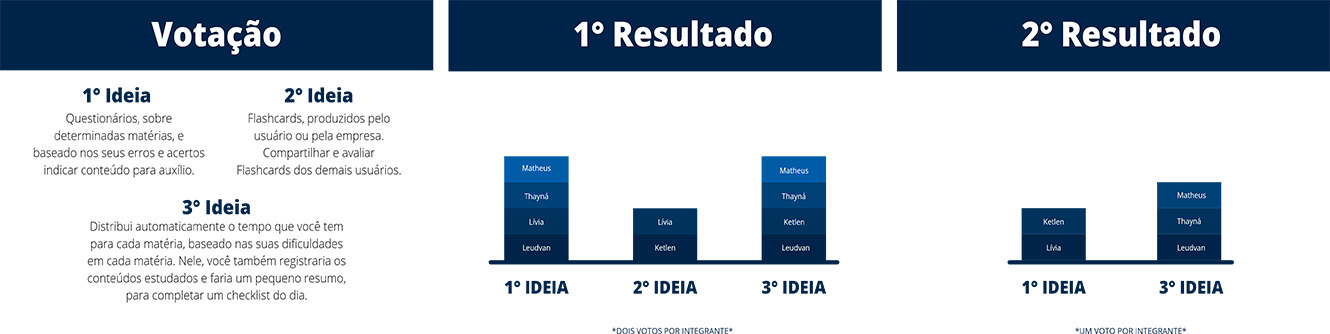 Votação
1° Ideia
Questionários, sobre
determinadas matérias, e
baseado nos seus erros e acertos
indicar conteúdo para auxílio.
2° Ideia
Flashcards, produzidos pelo
usuário ou pela empresa.
Compartilhar e avaliar
Flashcards dos demais usuários.
3° Ideia
Distribui automaticamente o tempo que você tem
para cada matéria, baseado nas suas dificuldades
em cada matéria. Nele, você também registraria os
conteúdos estudados e faria um pequeno resumo,
para completar um checklist do dia.
1° Resultado
Matheus
Thayná
Lívia
Leudvan
Lívia
Ketlen
Matheus
Thayná
Ketlen
Leudvan
1° IDEIA
2° IDEIA
3° IDEIA
*DOIS VOTOS POR INTEGRANTE*
2° Resultado
Ketlen
Lívia
Matheus
Thayná
Leudvan
1° IDEIA
3° IDEIA
*UM VOTO POR INTEGRANTE*